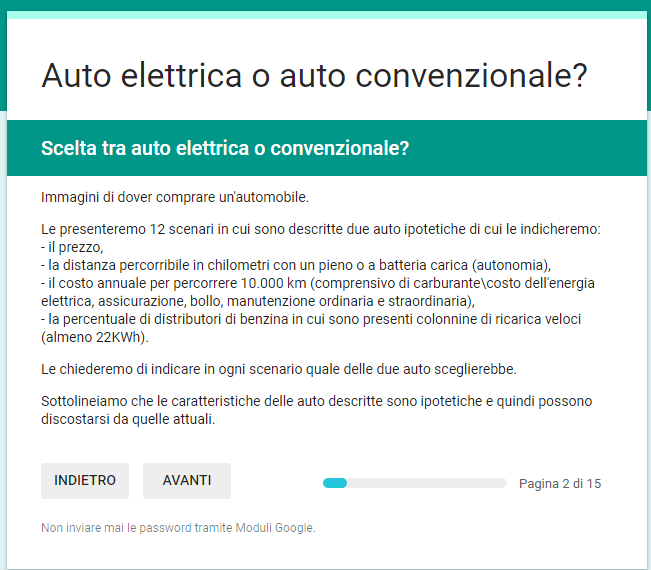 Auto elettrica o auto convenzionale?
Scelta tra auto elettrica o convenzionale?
Immagini di dover comprare un'automobile.
Le presenteremo 12 scenari in cui sono descritte due auto ipotetiche di cui le indicheremo:
- il prezzo,
- la distanza percorribile in chilometri con un pieno o a batteria carica (autonomia),
- il costo annuale per percorrere 10.000 km (comprensivo di carburante\costo dell'energia
elettrica, assicurazione, bollo, manutenzione ordinaria e straordinaria),
- la percentuale di distributori di benzina in cui sono presenti colonnine di ricarica veloci
(almeno 22KWh).
Le chiederemo di indicare in ogni scenario quale delle due auto sceglierebbe.
Sottolineiamo che le caratteristiche delle auto descritte sono ipotetiche e quindi possono
discostarsi da quelle attuali.
INDIETRO AVANTI Pagina 2 di 15
Non inviare mai le password tramite Moduli Google.